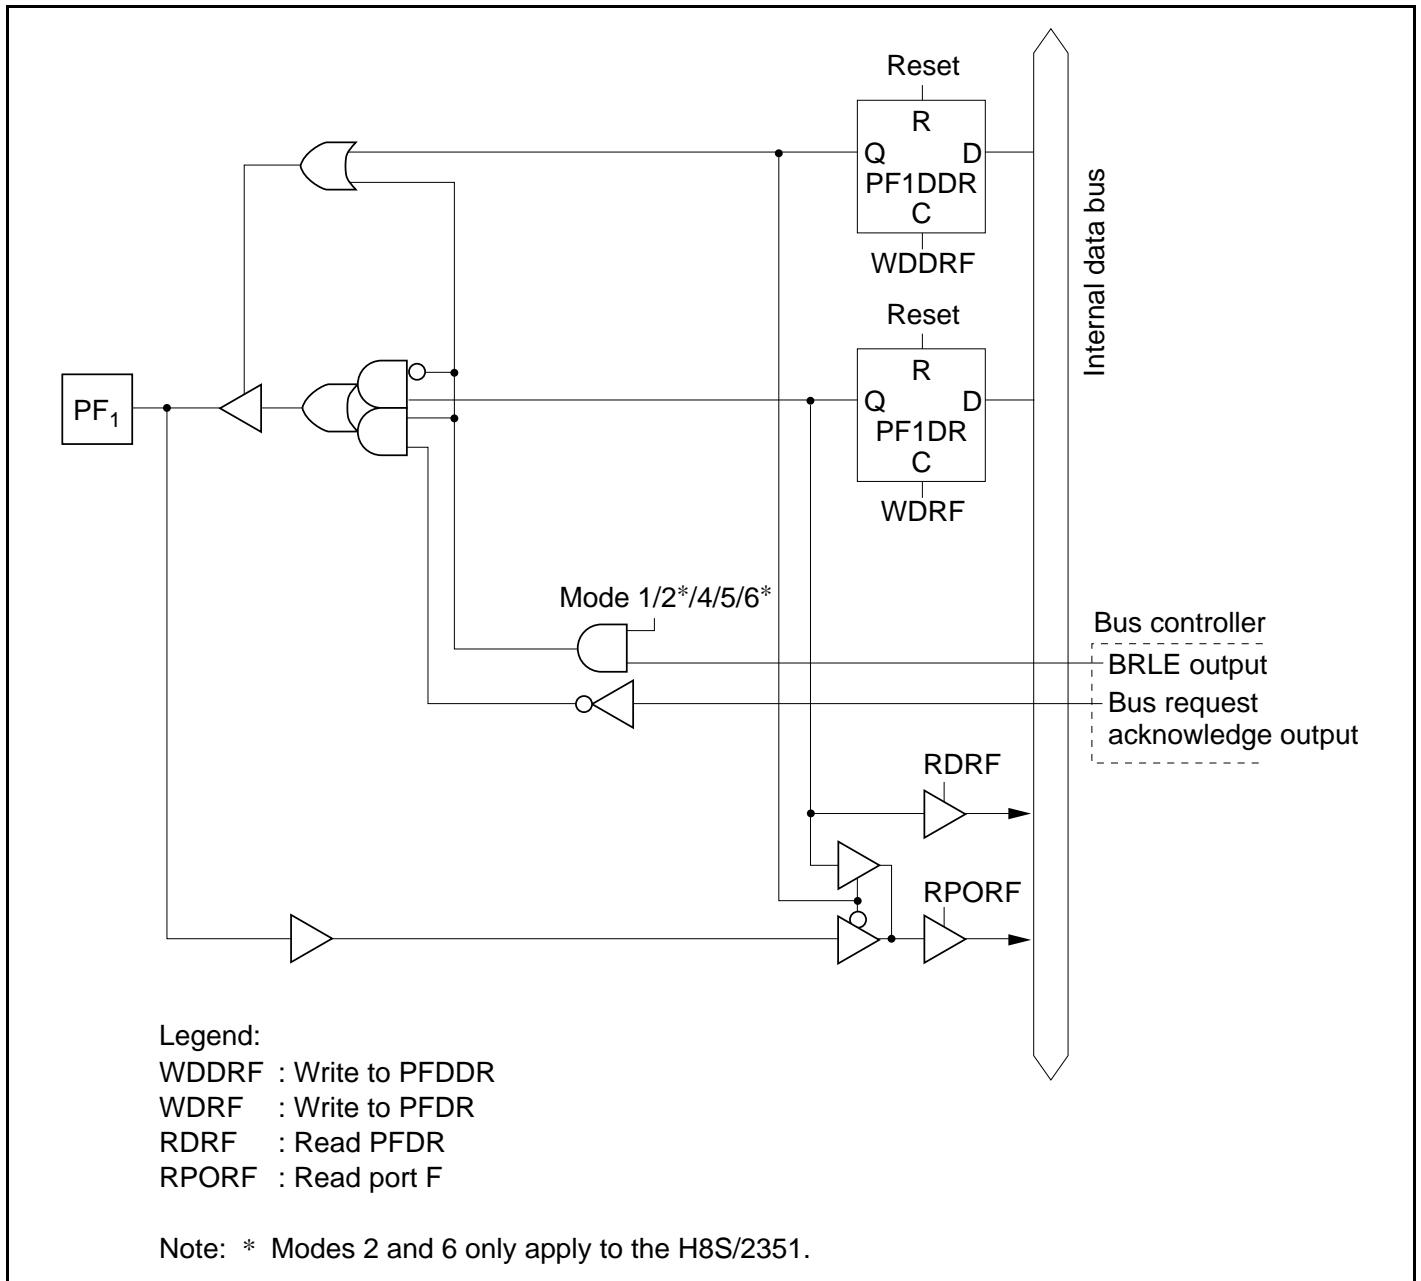 Reset
R
Q D
PF1DDR
C
WDDRF
Internal data bus
Reset
R
Q D
PF1DR
C
WDRF
PF1
Mode 1/2*/4/5/6*
Bus controller
BRLE output
Bus request
acknowledge output
RDRF
RPORF
Legend:
WDDRF : Write to PFDDR
WDRF : Write to PFDR
RDRF : Read PFDR
RPORF : Read port F
Note: * Modes 2 and 6 only apply to the H8S/2351.